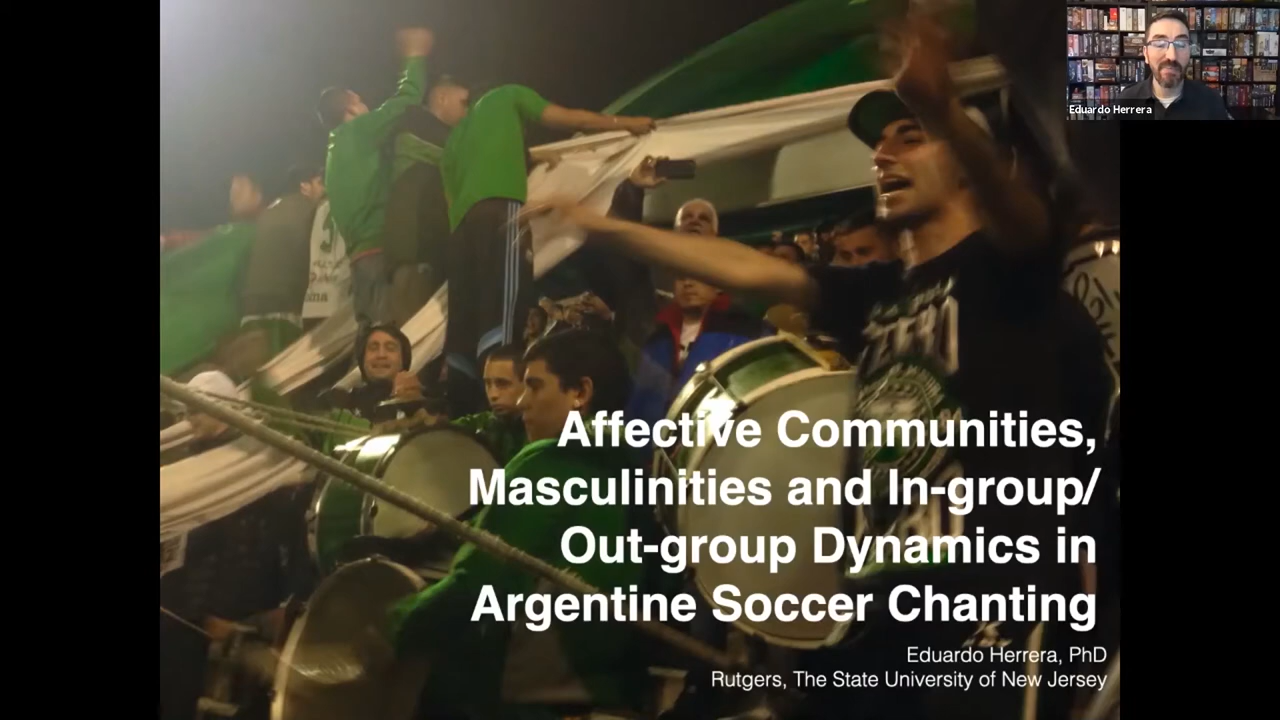 Eduardo Herrera
Affective Communities,
Masculinities and In-group/
Out-group Dynamics in
Argentine Soccer Chanting
Eduardo Herrera, PhD
Rutgers, The State University of New Jersey